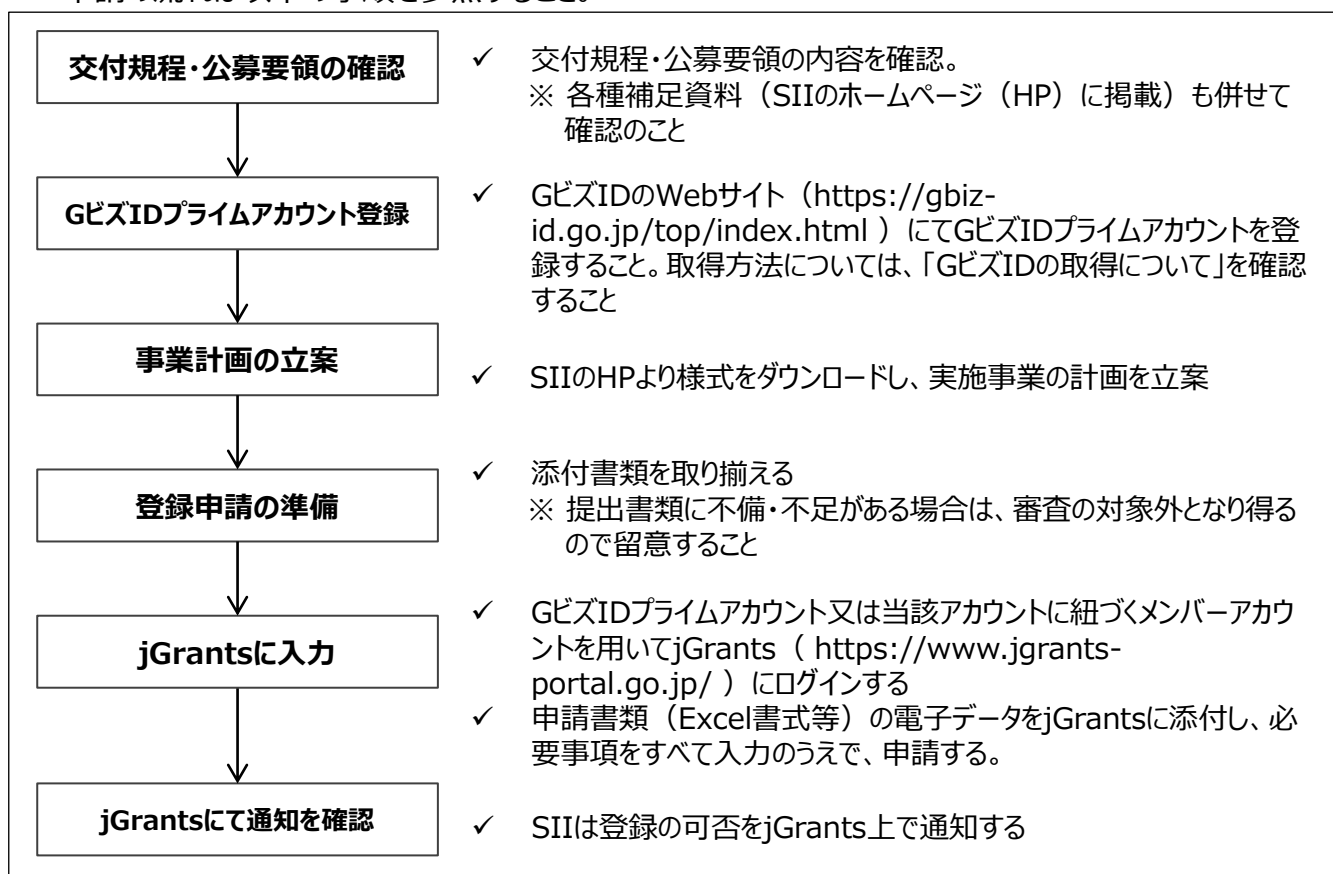 交付規程・公募要領の確認
✓ 交付規程・公募要領の内容を確認。
※ 各種補足資料（SIIのホームページ（HP）に掲載）も併せて
確認のこと
GビズIDプライムアカウント登録
✓ GビズIDのWebサイト（https://gbiz-
id.go.jp/top/index.html ）にてGビズIDプライムアカウントを登
録すること。取得方法については、「GビズIDの取得について」を確認
すること
事業計画の立案
✓ SIIのHPより様式をダウンロードし、実施事業の計画を立案
登録申請の準備
✓ 添付書類を取り揃える
※ 提出書類に不備・不足がある場合は、審査の対象外となり得る
ので留意すること
jGrantsに入力
✓ GビズIDプライムアカウント又は当該アカウントに紐づくメンバーアカウ
ントを用いてjGrants（ https://www.jgrants-
portal.go.jp/ ）にログインする
✓ 申請書類（Excel書式等）の電子データをjGrantsに添付し、必
要事項をすべて入力のうえで、申請する。
jGrantsにて通知を確認
✓ SIIは登録の可否をjGrants上で通知する